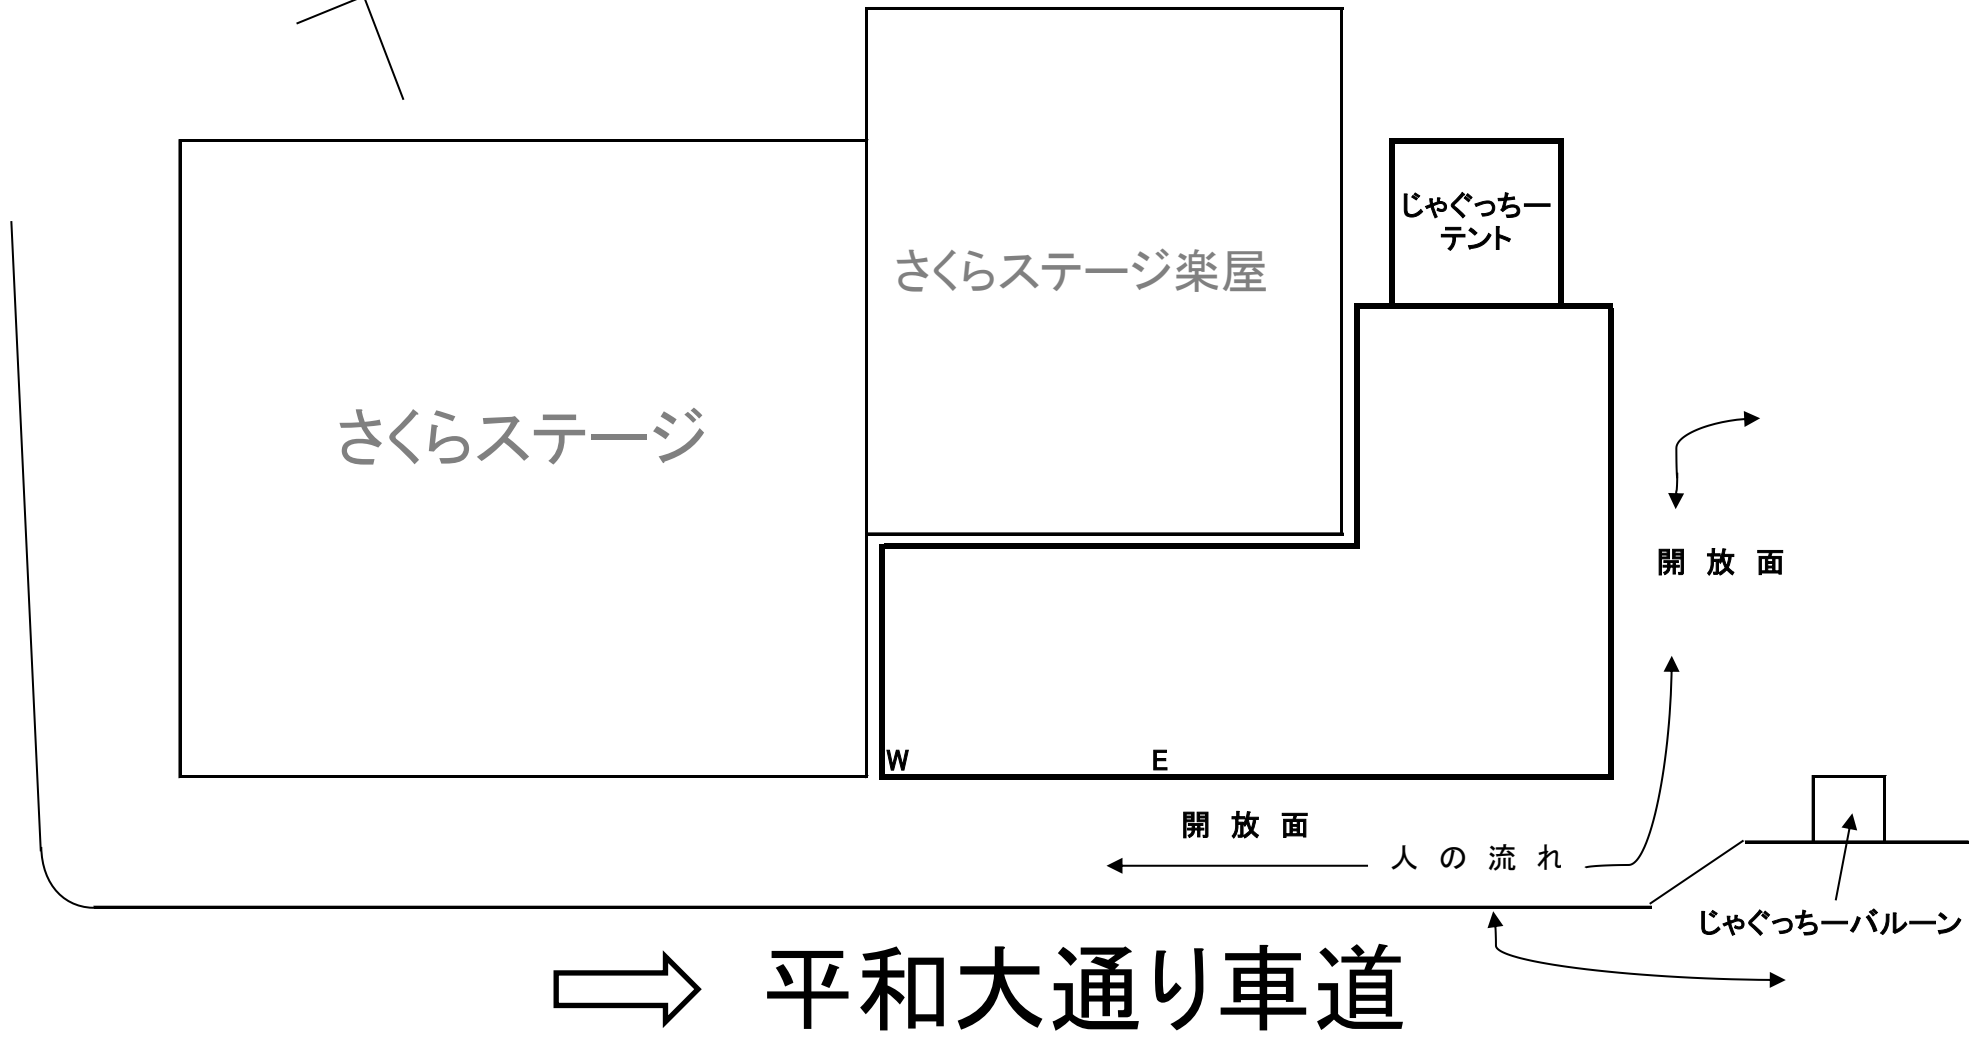 じゃぐっちー
テント
さくらステージ楽屋
さくらステージ
開放面
W
E
開放面
人の流れ
じゃぐっちーバルーン
平和大通り車道